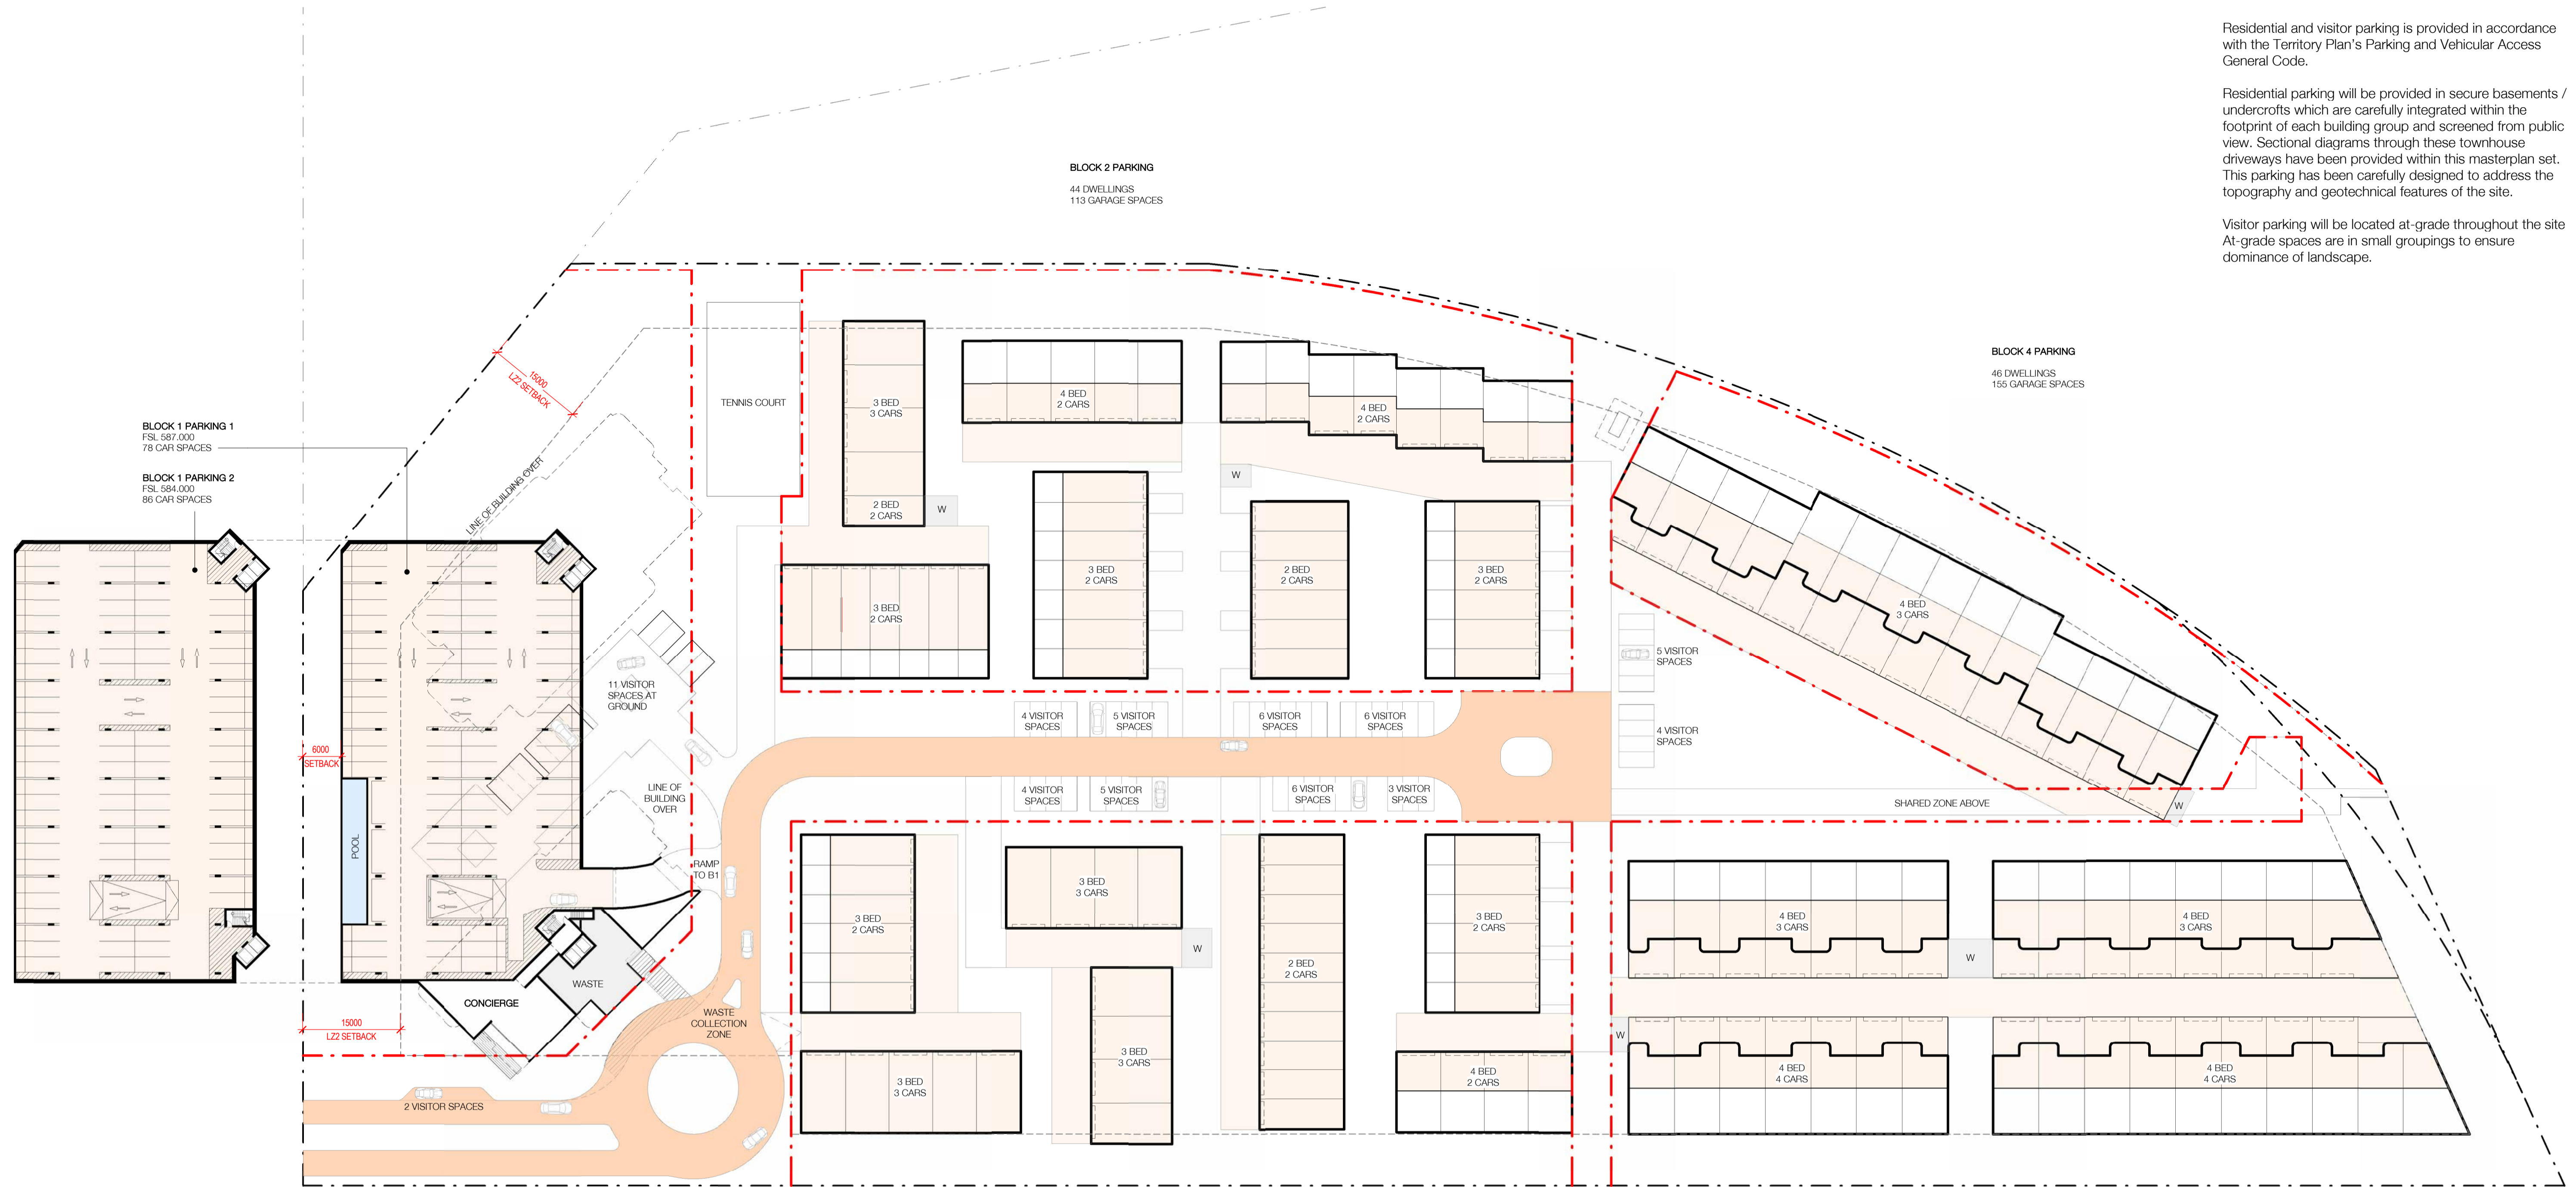 Residential and visitor parking is provided in accordance
with the Territory Plan's Parking and Vehicular Access
General Code.
Residential parking will be provided in secure basements /
undercrofts which are carefully integrated within the
footprint of each building group and screened from public
view. Sectional diagrams through these townhouse
driveways have been provided within this masterplan set.
This parking has been carefully designed to address the
topography and geotechnical features of the site.
Visitor parking will be located at-grade throughout the site
At-grade spaces are in small groupings to ensure
dominance of landscape.
BLOCK 2 PARKING
44 DWELLINGS
113 GARAGE SPACES
BLOCK 4 PARKING
46 DWELLINGS
155 GARAGE SPACES
BLOCK 1 PARKING 1
FSL 587.000
78 CAR SPACES
BLOCK 1 PARKING 2
FSL 584.000
86 CAR SPACES
15000
LZ2 SETBACK
LINE OF BUILDING OVER
TENNIS COURT
3 BED
3 CARS
2 BED
2 CARS
W
4 BED
2 CARS
4 BED
2 CARS
W
3 BED
2 CARS
3 BED
2 CARS
2 BED
2 CARS
3 BED
2 CARS
4 BED
3 CARS
5 VISITOR
SPACES
4 VISITOR
SPACES
11 VISITOR
SPACES AT
GROUND
4 VISITOR
SPACES
5 VISITOR
SPACES
6 VISITOR
SPACES
6 VISITOR
SPACES
4 VISITOR
SPACES
5 VISITOR
SPACES
6 VISITOR
SPACES
3 VISITOR
SPACES
6000
SETBACK
LINE OF
BUILDING
OVER
POOL
RAMP
TO B1
SHARED ZONE ABOVE
W
3 BED
2 CARS
3 BED
3 CARS
W
2 BED
2 CARS
3 BED
2 CARS
4 BED
3 CARS
W
4 BED
3 CARS
WASTE
CONCIERGE
WASTE
COLLECTION
ZONE
15000
LZ2 SETBACK
W
3 BED
3 CARS
3 BED
3 CARS
4 BED
2 CARS
4 BED
4 CARS
4 BED
4 CARS
2 VISITOR SPACES